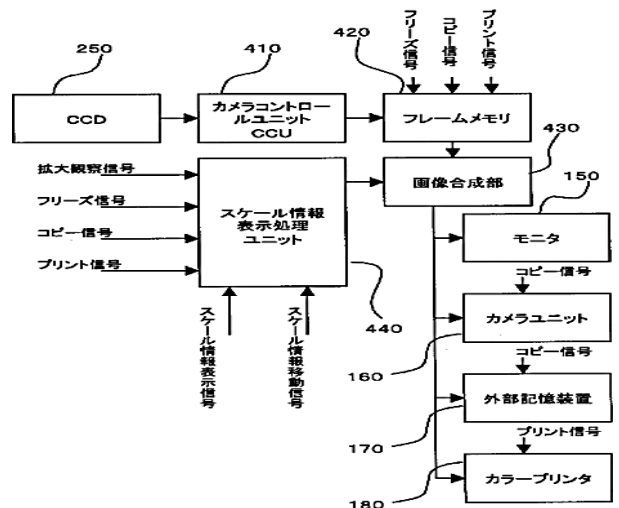 250
410
420
フリーズ信号
コピー信号
プリント信号
CCD
カメラコントロー
ルユニット
CCU
フレームメモリ
430
拡大観察信号
フリーズ信号
コピー信号
プリント信号
スケール情報
表示処理
ユニット
画像合成部
150
モニタ
440
スケール情報表示信号
スケール情報移動信号
コピー信号
カメラユニット
160
コピー信号
外部記憶装置
170
プリント信号
カラープリンタ
180